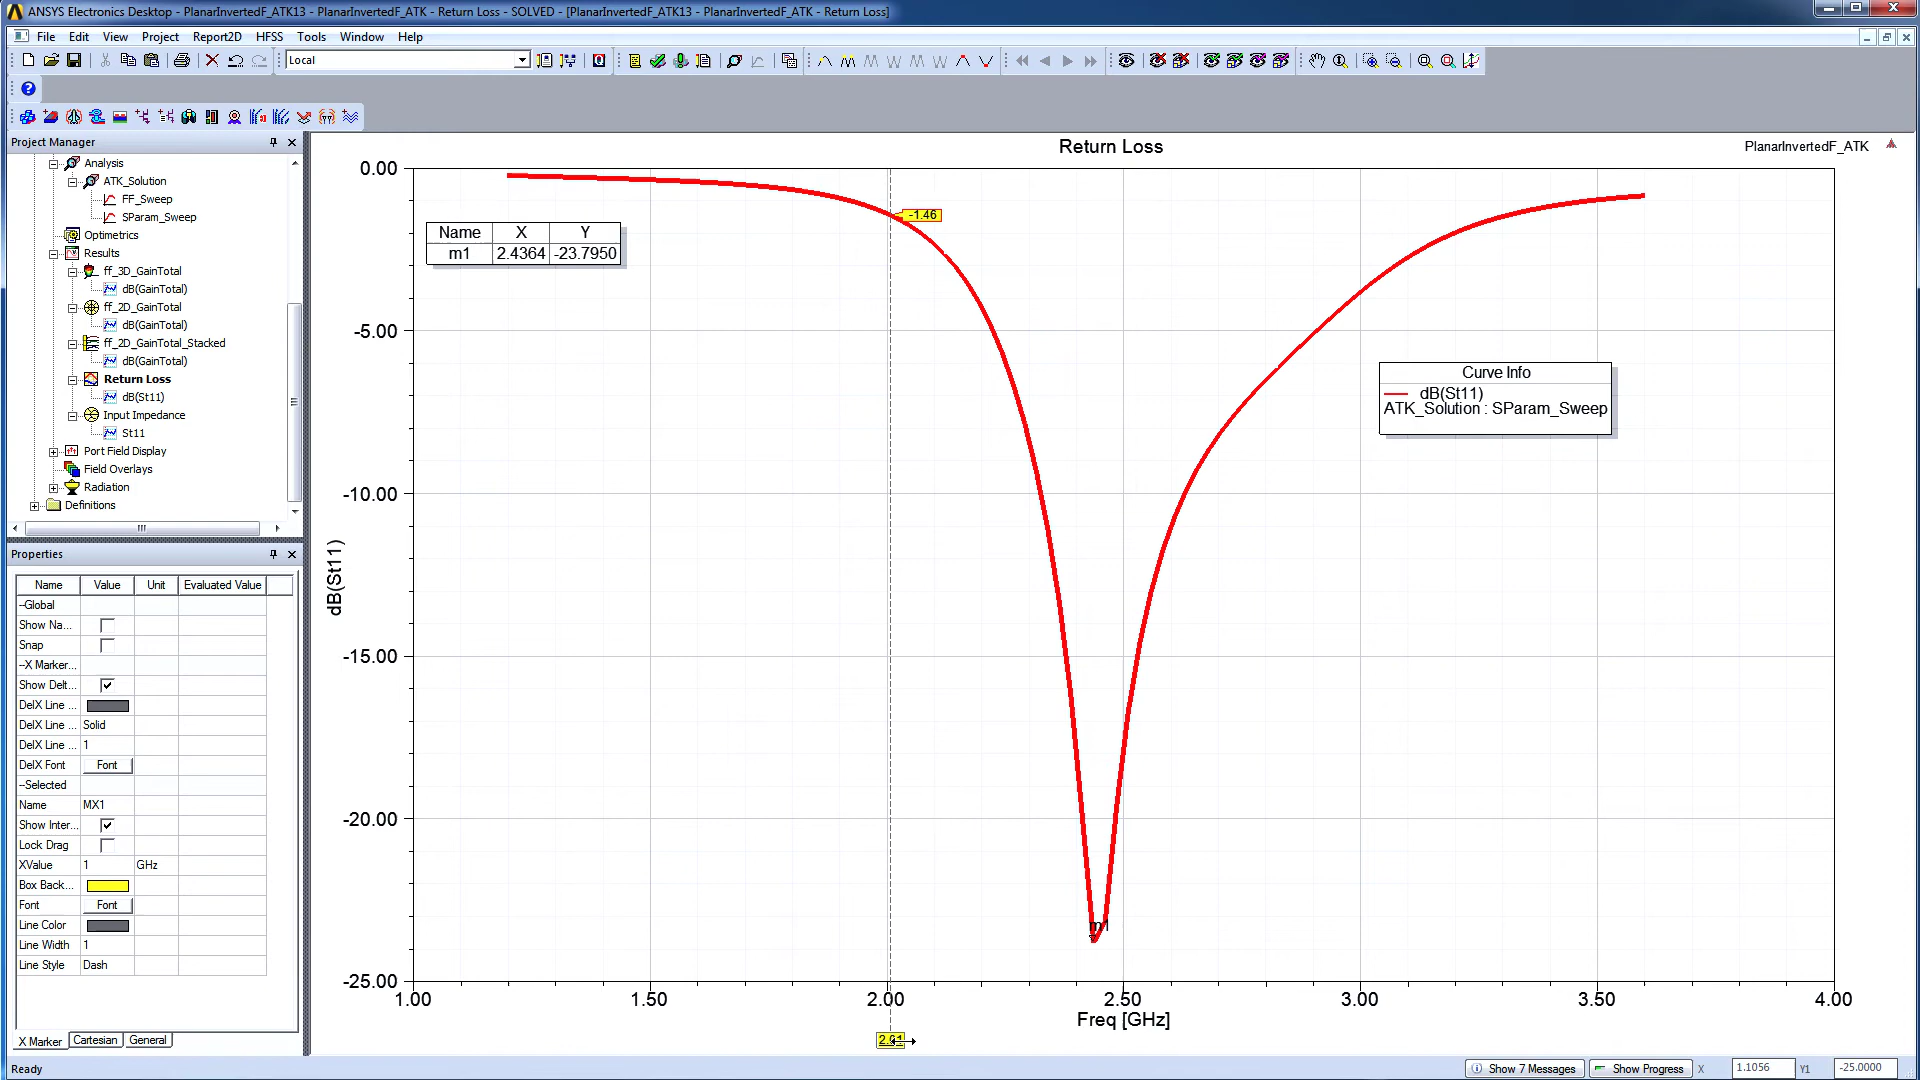 ANSYS Electronics Desktop - PlanarInvertedF_ATK13 - PlanarInvertedF_ATK - Return Loss - SOLVED - [PlanarInvertedF_ATK13 - PlanarInvertedF_ATK - Return Loss]
File Edit View Project Report2D HFSS Tools Window Help
Local
Project Manager
Analysis
ATK_Solution
FF_Sweep
SParam_Sweep
Optimetrics
Results
ff_3D_GainTotal
dB(GainTotal)
ff_2D_GainTotal
dB(GainTotal)
ff_2D_GainTotal_Stacked
dB(GainTotal)
Return Loss
dB(St11)
Input Impedance
St11
Port Field Display
Field Overlays
Radiation
Definitions
Properties
Name Value Unit Evaluated Value
--Global
Show Na...
Snap
--X Marker...
Show Delt...
DelX Line ...
DelX Line ... Solid
DelX Line ... 1
DelX Font Font
--Selected
Name MX1
Show Inter...
Lock Drag
XValue 1 GHz
Box Back...
Font Font
Line Color
Line Width 1
Line Style Dash
X Marker Cartesian General
Return Loss
PlanarInvertedF_ATK
0.00
-5.00
-10.00
-15.00
-20.00
-25.00
dB(St11)
Name X Y
m1 2.4364 -23.7950
-1.46
Curve Info
dB(St11)
ATK_Solution : SParam_Sweep
m1
1.00 1.50 2.00 2.50 3.00 3.50 4.00
Freq [GHz]
2.01
Ready
Show 7 Messages Show Progress X 1.1056 Y1 -25.0000